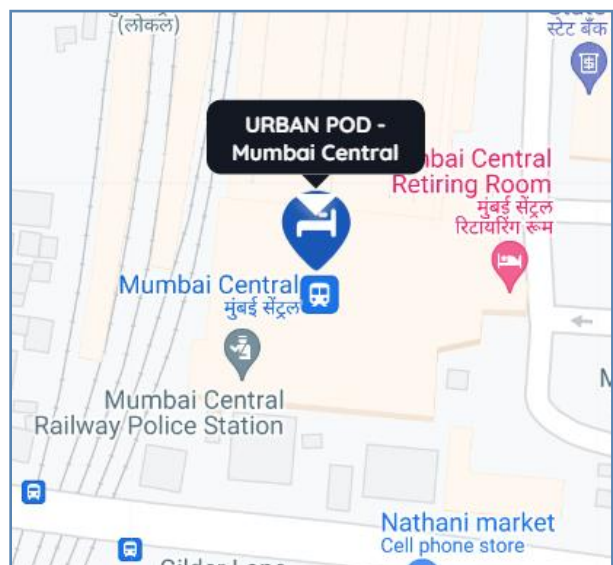 (लोकल)
स्टेट बैंक
URBAN POD -
Mumbai Central
bai Central
Retiring Room
मुंबई सेंट्रल
रिटायरिंग रूम
Mumbai Central
मुंबई सेंट्रल
Mumbai Central
Railway Police Station
Nathani market
Cell phone store